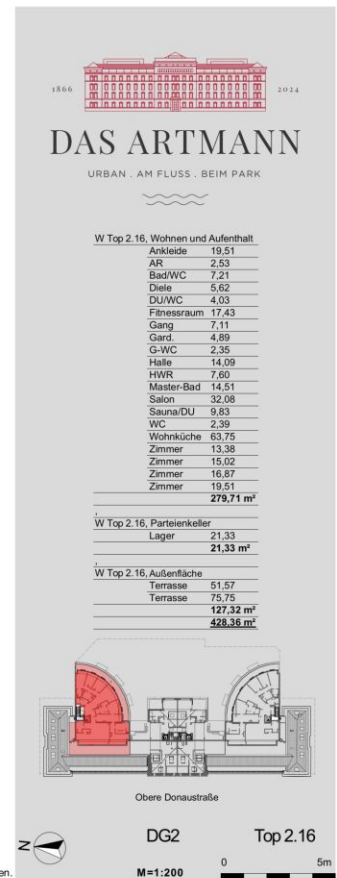 1866
2024
DAS ARTMANN
URBAN . AM FLUSS . BEIM PARK
W Top 2.16, Wohnen und Aufenthalt
Ankleide 19,51
AR 2,53
Bad/WC 7,21
Diele 5,62
DU/WC 4,03
Fitnessraum 17,43
Gang 7,11
Gard. 4,89
G-WC 2,35
Halle 14,09
HWR 7,60
Master-Bad 14,51
Salon 32,08
Sauna/DU 9,83
WC 2,39
Wohnküche 63,75
Zimmer 13,38
Zimmer 15,02
Zimmer 16,87
Zimmer 19,51
279,71 m²
,
W Top 2.16, Parteienkeller
Lager 21,33
21,33 m²
,
W Top 2.16, Außenfläche
Terrasse 51,57
Terrasse 75,75
127,32 m²
428,36 m²
Obere Donaustraße
N
DG2 Top 2.16
0 5m
en. M=1:200